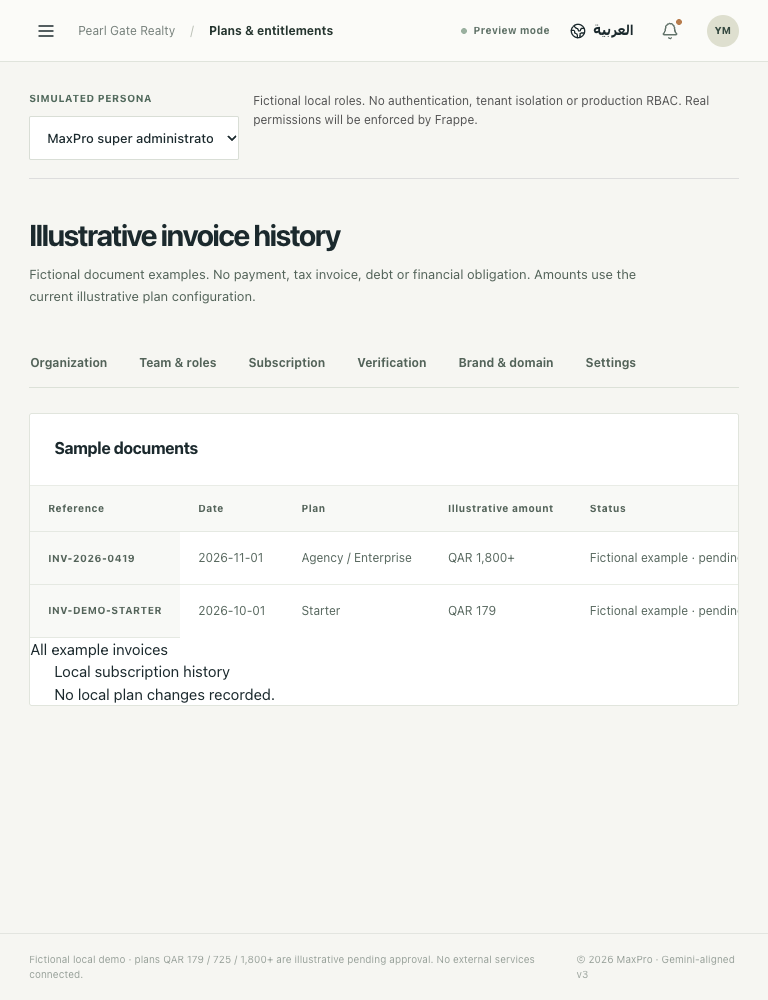 Pearl Gate Realty / Plans & entitlements
Preview mode
العربية
YM
SIMULATED PERSONA
MaxPro super administrato
Fictional local roles. No authentication, tenant isolation or production RBAC. Real
permissions will be enforced by Frappe.
Illustrative invoice history
Fictional document examples. No payment, tax invoice, debt or financial obligation. Amounts use the
current illustrative plan configuration.
Organization Team & roles Subscription Verification Brand & domain Settings
Sample documents
Reference Date Plan Illustrative amount Status
INV-2026-0419 2026-11-01 Agency / Enterprise QAR 1,800+ Fictional example · pendin
INV-DEMO-STARTER 2026-10-01 Starter QAR 179 Fictional example · pendin
All example invoices
Local subscription history
No local plan changes recorded.
Fictional local demo · plans QAR 179 / 725 / 1,800+ are illustrative pending approval. No external services
connected.
© 2026 MaxPro · Gemini-aligned
v3